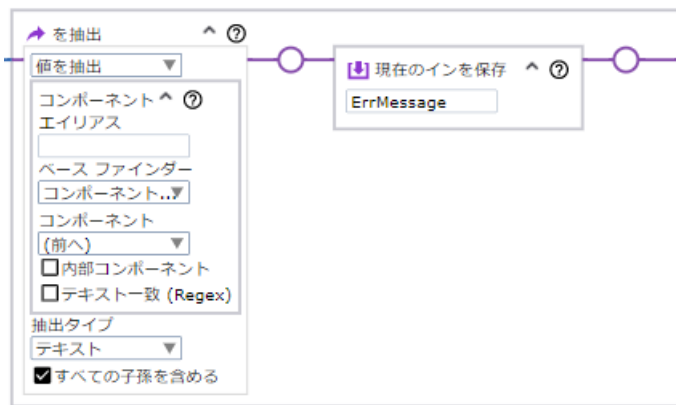 を抽出
値を抽出
コンポーネント
エイリアス
ベース ファインダー
コンポーネント..
コンポーネント
(前へ)
内部コンポーネント
テキスト一致 (Regex)
抽出タイプ
テキスト
すべての子孫を含める
現在のインを保存
ErrMessage